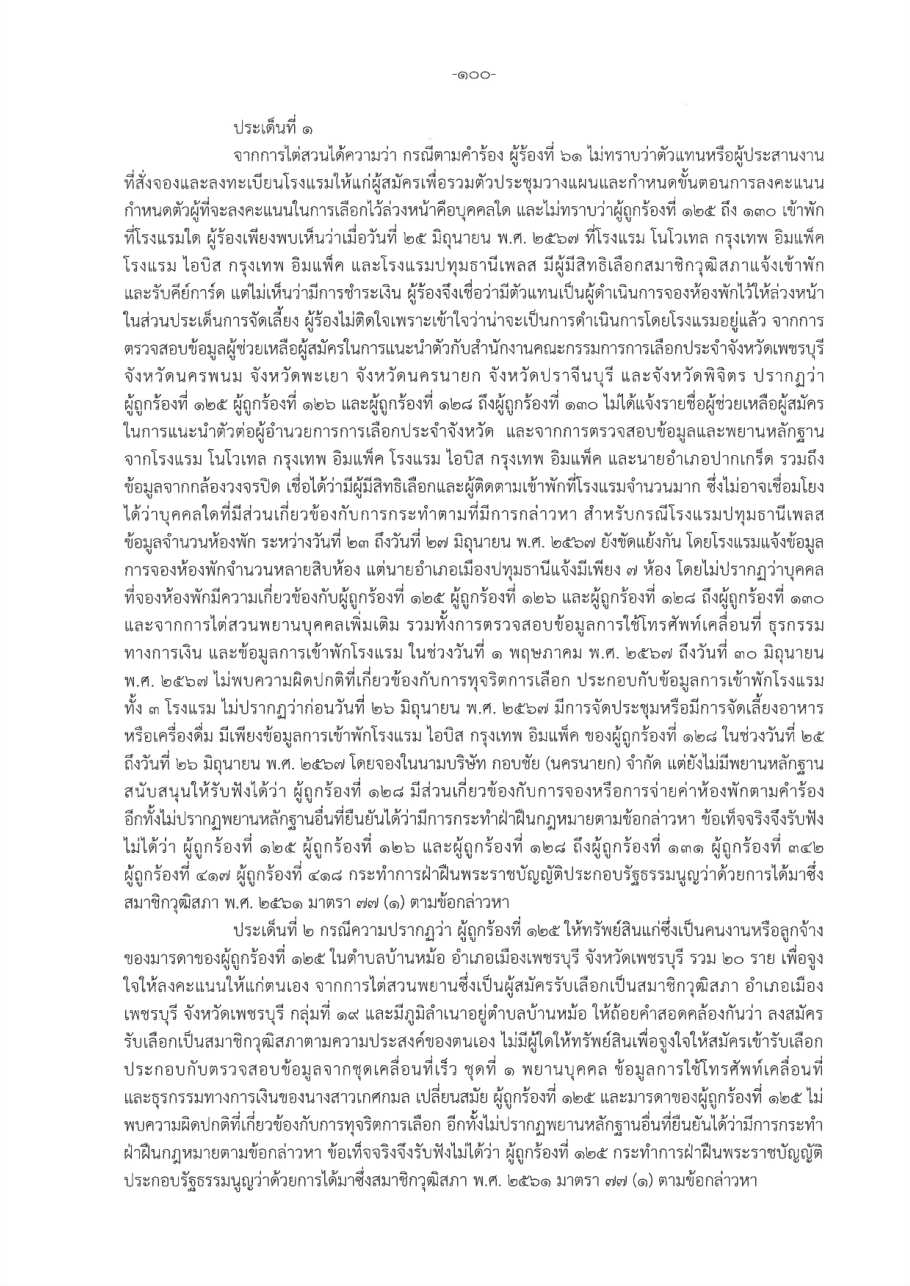 -๑๐๐-
ประเด็นที่ ๑
จากการไต่สวนได้ความว่า กรณีตามคำร้อง ผู้ร้องที่ ๖๑ ไม่ทราบว่าตัวแทนหรือผู้ประสานงาน
ที่สั่งจองและลงทะเบียนโรงแรมให้แก่ผู้สมัครเพื่อรวมตัวประชุมวางแผนและกำหนดขั้นตอนการลงคะแนน
กำหนดตัวผู้ที่จะลงคะแนนในการเลือกไว้ล่วงหน้าคือบุคคลใด และไม่ทราบว่าผู้ถูกร้องที่ ๑๒๕ ถึง ๑๓๐ เข้าพัก
ที่โรงแรมใด ผู้ร้องเพียงพบเห็นว่าเมื่อวันที่ ๒๕ มิถุนายน พ.ศ. ๒๕๖๗ ที่โรงแรม โนโวเทล กรุงเทพ อิมแพ็ค
โรงแรม ไอบิส กรุงเทพ อิมแพ็ค และโรงแรมปทุมธานีเพลส มีผู้มีสิทธิเลือกสมาชิกวุฒิสภาแจ้งเข้าพัก
และรับคีย์การ์ด แต่ไม่เห็นว่ามีการชำระเงิน ผู้ร้องจึงเชื่อว่ามีตัวแทนเป็นผู้ดำเนินการจองห้องพักไว้ให้ล่วงหน้า
ในส่วนประเด็นการจัดเลี้ยง ผู้ร้องไม่ติดใจเพราะเข้าใจว่าน่าจะเป็นการดำเนินการโดยโรงแรมอยู่แล้ว จากการ
ตรวจสอบข้อมูลผู้ช่วยเหลือผู้สมัครในการแนะนำตัวกับสำนักงานคณะกรรมการการเลือกประจำจังหวัดเพชรบุรี
จังหวัดนครพนม จังหวัดพะเยา จังหวัดนครนายก จังหวัดปราจีนบุรี และจังหวัดพิจิตร ปรากฏว่า
ผู้ถูกร้องที่ ๑๒๕ ผู้ถูกร้องที่ ๑๒๖ และผู้ถูกร้องที่ ๑๒๘ ถึงผู้ถูกร้องที่ ๑๓๐ ไม่ได้แจ้งรายชื่อผู้ช่วยเหลือผู้สมัคร
ในการแนะนำตัวต่อผู้อำนวยการการเลือกประจำจังหวัด และจากการตรวจสอบข้อมูลและพยานหลักฐาน
จากโรงแรม โนโวเทล กรุงเทพ อิมแพ็ค โรงแรม ไอบิส กรุงเทพ อิมแพ็ค และนายอำเภอปากเกร็ด รวมถึง
ข้อมูลจากกล้องวงจรปิด เชื่อได้ว่ามีผู้มีสิทธิเลือกและผู้ติดตามเข้าพักที่โรงแรมจำนวนมาก ซึ่งไม่อาจเชื่อมโยง
ได้ว่าบุคคลใดที่มีส่วนเกี่ยวข้องกับการกระทำตามที่มีการกล่าวหา สำหรับกรณีโรงแรมปทุมธานีเพลส
ข้อมูลจำนวนห้องพัก ระหว่างวันที่ ๒๓ ถึงวันที่ ๒๗ มิถุนายน พ.ศ. ๒๕๖๗ ยังขัดแย้งกัน โดยโรงแรมแจ้งข้อมูล
การจองห้องพักจำนวนหลายสิบห้อง แต่นายอำเภอเมืองปทุมธานีแจ้งมีเพียง ๗ ห้อง โดยไม่ปรากฏว่าบุคคล
ที่จองห้องพักมีความเกี่ยวข้องกับผู้ถูกร้องที่ ๑๒๕ ผู้ถูกร้องที่ ๑๒๖ และผู้ถูกร้องที่ ๑๒๘ ถึงผู้ถูกร้องที่ ๑๓๐
และจากการไต่สวนพยานบุคคลเพิ่มเติม รวมทั้งการตรวจสอบข้อมูลการใช้โทรศัพท์เคลื่อนที่ ธุรกรรม
ทางการเงิน และข้อมูลการเข้าพักโรงแรม ในช่วงวันที่ ๑ พฤษภาคม พ.ศ. ๒๕๖๗ ถึงวันที่ ๓๐ มิถุนายน
พ.ศ. ๒๕๖๗ ไม่พบความผิดปกติที่เกี่ยวข้องกับการทุจริตการเลือก ประกอบกับข้อมูลการเข้าพักโรงแรม
ทั้ง ๓ โรงแรม ไม่ปรากฏว่าก่อนวันที่ ๒๖ มิถุนายน พ.ศ. ๒๕๖๗ มีการจัดประชุมหรือมีการจัดเลี้ยงอาหาร
หรือเครื่องดื่ม มีเพียงข้อมูลการเข้าพักโรงแรม ไอบิส กรุงเทพ อิมแพ็ค ของผู้ถูกร้องที่ ๑๒๘ ในช่วงวันที่ ๒๕
ถึงวันที่ ๒๖ มิถุนายน พ.ศ. ๒๕๖๗ โดยจองในนามบริษัท กอบชัย (นครนายก) จำกัด แต่ยังไม่มีพยานหลักฐาน
สนับสนุนให้รับฟังได้ว่า ผู้ถูกร้องที่ ๑๒๘ มีส่วนเกี่ยวข้องกับการจองหรือการจ่ายค่าห้องพักตามคำร้อง
อีกทั้งไม่ปรากฏพยานหลักฐานอื่นที่ยืนยันได้ว่ามีการกระทำฝ่าฝืนกฎหมายตามข้อกล่าวหา ข้อเท็จจริงจึงรับฟัง
ไม่ได้ว่า ผู้ถูกร้องที่ ๑๒๕ ผู้ถูกร้องที่ ๑๒๖ และผู้ถูกร้องที่ ๑๒๘ ถึงผู้ถูกร้องที่ ๑๓๑ ผู้ถูกร้องที่ ๓๔๒
ผู้ถูกร้องที่ ๔๑๗ ผู้ถูกร้องที่ ๔๑๘ กระทำการฝ่าฝืนพระราชบัญญัติประกอบรัฐธรรมนูญว่าด้วยการได้มาซึ่ง
สมาชิกวุฒิสภา พ.ศ. ๒๕๖๑ มาตรา ๗๗ (๑) ตามข้อกล่าวหา
ประเด็นที่ ๒ กรณีความปรากฏว่า ผู้ถูกร้องที่ ๑๒๕ ให้ทรัพย์สินแก่ซึ่งเป็นคนงานหรือลูกจ้าง
ของมารดาของผู้ถูกร้องที่ ๑๒๕ ในตำบลบ้านหม้อ อำเภอเมืองเพชรบุรี จังหวัดเพชรบุรี รวม ๒๐ ราย เพื่อจูง
ใจให้ลงคะแนนให้แก่ตนเอง จากการไต่สวนพยานซึ่งเป็นผู้สมัครรับเลือกเป็นสมาชิกวุฒิสภา อำเภอเมือง
เพชรบุรี จังหวัดเพชรบุรี กลุ่มที่ ๑๙ และมีภูมิลำเนาอยู่ตำบลบ้านหม้อ ให้ถ้อยคำสอดคล้องกันว่า ลงสมัคร
รับเลือกเป็นสมาชิกวุฒิสภาตามความประสงค์ของตนเอง ไม่มีผู้ใดให้ทรัพย์สินเพื่อจูงใจให้สมัครเข้ารับเลือก
ประกอบกับตรวจสอบข้อมูลจากชุดเคลื่อนที่เร็ว ชุดที่ ๑ พยานบุคคล ข้อมูลการใช้โทรศัพท์เคลื่อนที่
และธุรกรรมทางการเงินของนางสาวเกศกมล เปลี่ยนสมัย ผู้ถูกร้องที่ ๑๒๕ และมารดาของผู้ถูกร้องที่ ๑๒๕ ไม่
พบความผิดปกติที่เกี่ยวข้องกับการทุจริตการเลือก อีกทั้งไม่ปรากฏพยานหลักฐานอื่นที่ยืนยันได้ว่ามีการกระทำ
ฝ่าฝืนกฎหมายตามข้อกล่าวหา ข้อเท็จจริงจึงรับฟังไม่ได้ว่า ผู้ถูกร้องที่ ๑๒๕ กระทำการฝ่าฝืนพระราชบัญญัติ
ประกอบรัฐธรรมนูญว่าด้วยการได้มาซึ่งสมาชิกวุฒิสภา พ.ศ. ๒๕๖๑ มาตรา ๗๗ (๑) ตามข้อกล่าวหา